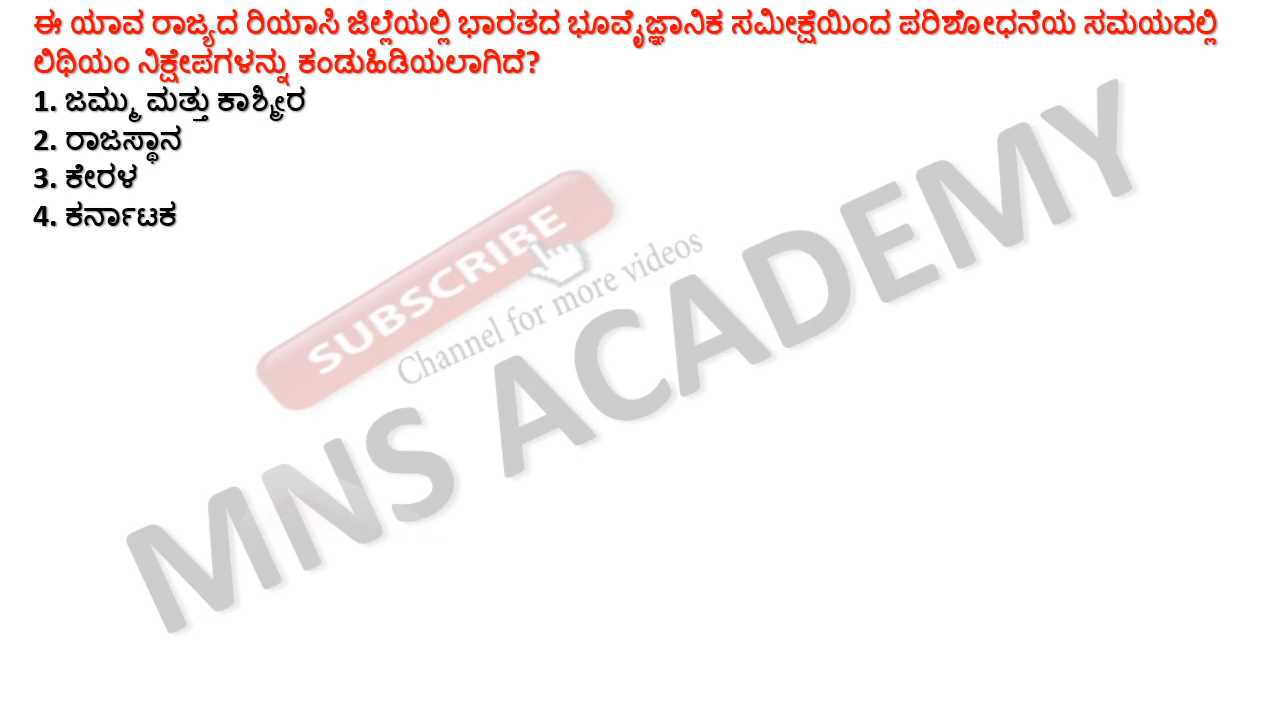 ಈ ಯಾವ ರಾಜ್ಯದ ರಿಯಾಸಿ ಜಿಲ್ಲೆಯಲ್ಲಿ ಭಾರತದ ಭೂವೈಜ್ಞಾನಿಕ ಸಮೀಕ್ಷೆಯಿಂದ ಪರಿಶೋಧನೆಯ ಸಮಯದಲ್ಲಿ
ಲಿಥಿಯಂ ನಿಕ್ಷೇಪಗಳನ್ನು ಕಂಡುಹಿಡಿಯಲಾಗಿದೆ?
1. ಜಮ್ಮು ಮತ್ತು ಕಾಶ್ಮೀರ
2. ರಾಜಸ್ಥಾನ
3. ಕೇರಳ
4. ಕರ್ನಾಟಕ
SUBSCRIBE
Channel for more videos
MNS ACADEMY